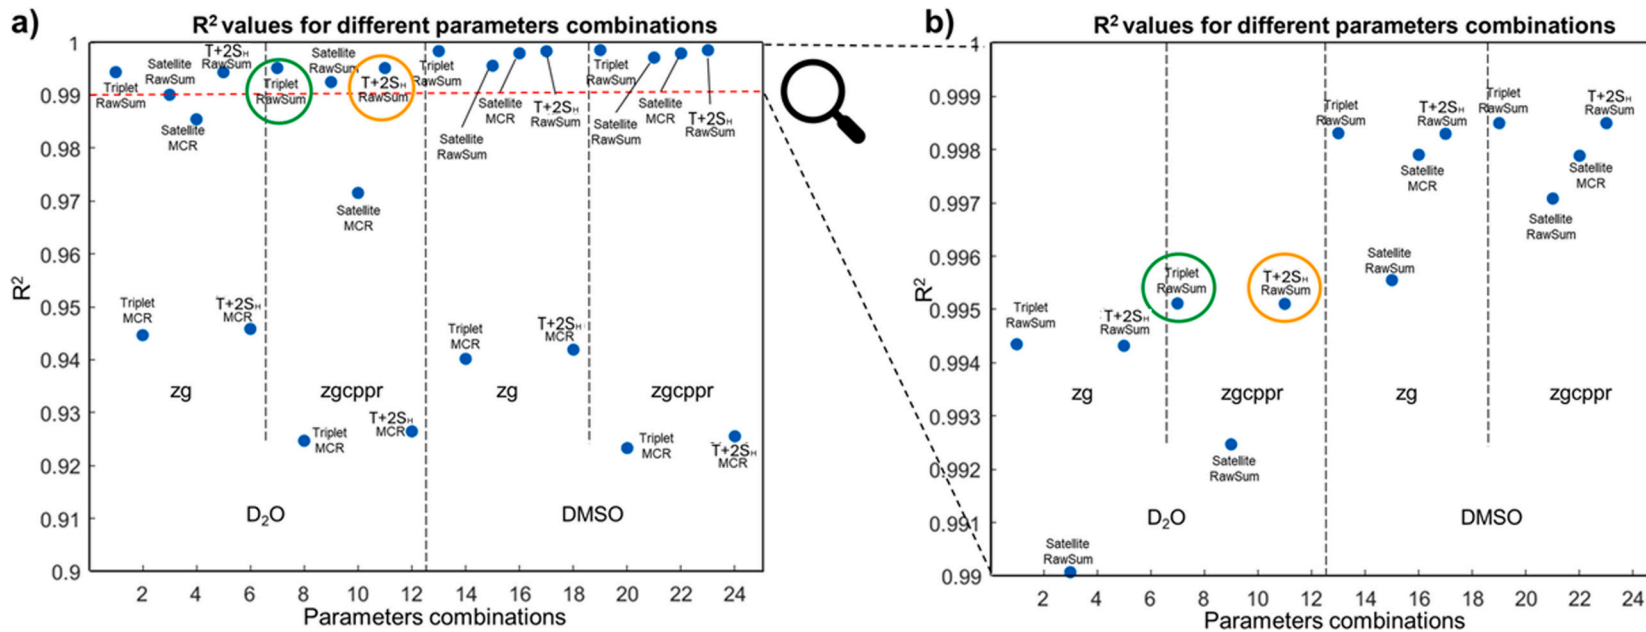 a)
R² values for different parameters combinations
1
0.99
0.98
0.97
0.96
0.95
0.94
0.93
0.92
0.91
0.9
R²
Triplet
RawSum
Satellite
RawSum
Satellite
MCR
T+2SH
RawSum
Triplet
RawSum
Satellite
RawSum
T+2SH
RawSum
Triplet
RawSum
Satellite
RawSum
Satellite
MCR
T+2SH
RawSum
Triplet
RawSum
Satellite
RawSum
Satellite
MCR
T+2SH
RawSum
Satellite
MCR
Triplet
MCR
T+2SH
MCR
Triplet
MCR
T+2SH
MCR
zg
zgcppr
zg
zgcppr
Triplet
MCR
T+2SH
MCR
Triplet
MCR
T+2SH
MCR
D₂O
DMSO
2 4 6 8 10 12 14 16 18 20 22 24
Parameters combinations
b)
R² values for different parameters combinations
1
0.999
0.998
0.997
0.996
0.995
0.994
0.993
0.992
0.991
0.99
R²
Triplet
RawSum
T+2SH
RawSum
Triplet
RawSum
T+2SH
RawSum
Satellite
MCR
Satellite
MCR
Satellite
RawSum
Satellite
RawSum
Triplet
RawSum
T+2SH
RawSum
Triplet
RawSum
T+2SH
RawSum
zg
zgcppr
zg
zgcppr
Satellite
RawSum
D₂O
DMSO
Satellite
RawSum
2 4 6 8 10 12 14 16 18 20 22 24
Parameters combinations